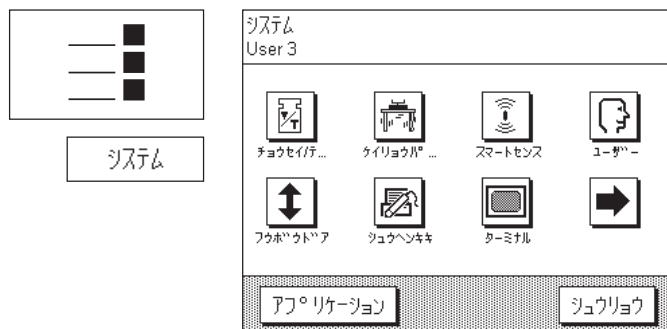 システム
システム
User 3
チョウセイ/テ...
ケイリョウパ ...
スマートセンス
ユーザー
フウボウドア
シュウヘンキキ
ターミナル
アプリケーション
シュウリョウ